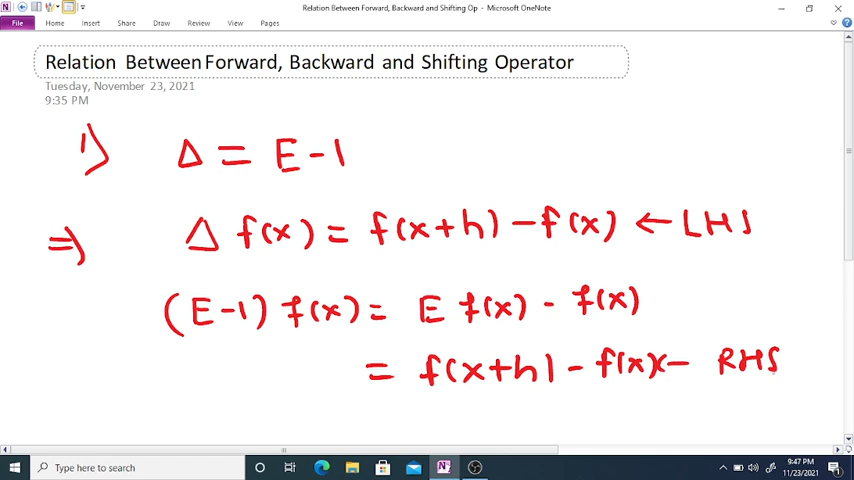 Relation Between Forward, Backward and Shifting Op - Microsoft OneNote
File Home Insert Draw Share History Review View Pages
Relation Between Forward, Backward and Shifting Operator
Tuesday, November 23, 2021
9:35 PM
1) Δ = E - 1
⇒) Δ f(x) = f(x+h) - f(x) ← LHS
(E-1) f(x) = E f(x) - f(x)
= f(x+h) - f(x) ← RHS
Type here to search
9:47 PM
11/23/2021